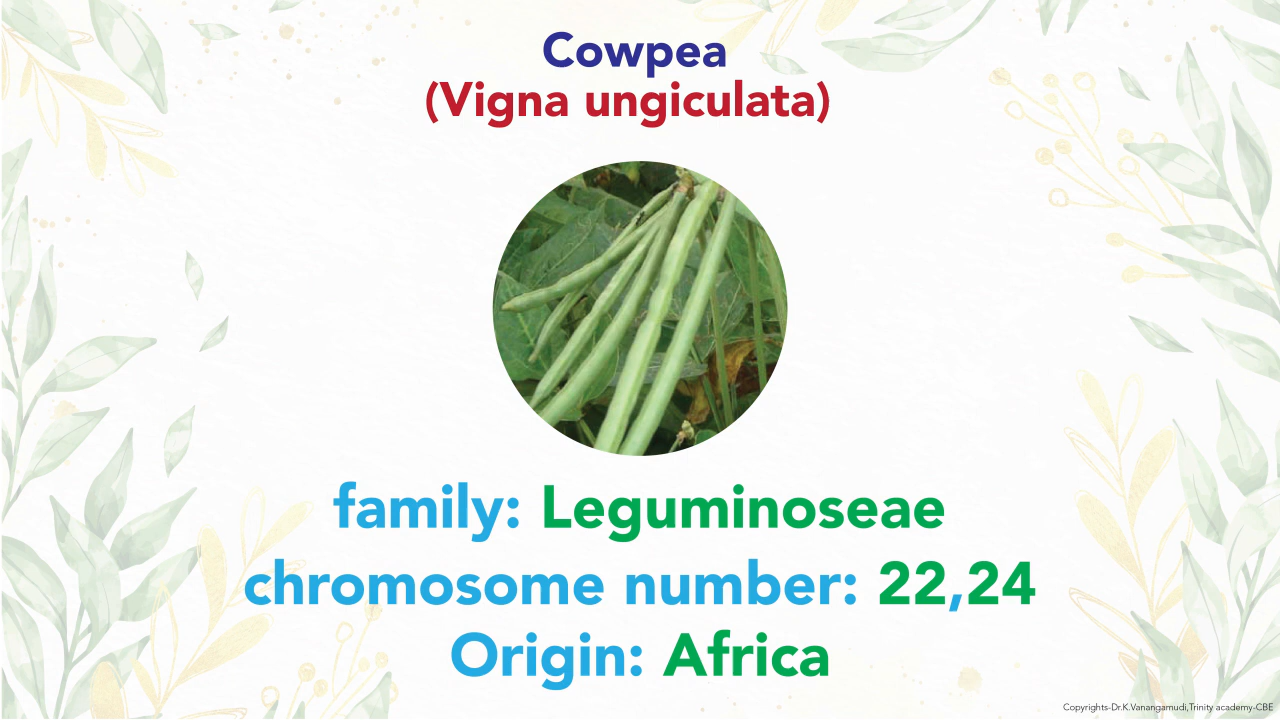 Cowpea
(Vigna ungiculata)
family: Leguminoseae
chromosome number: 22,24
Origin: Africa
Copyrights-Dr.K.Vanangamudi,Trinity academy-CBE